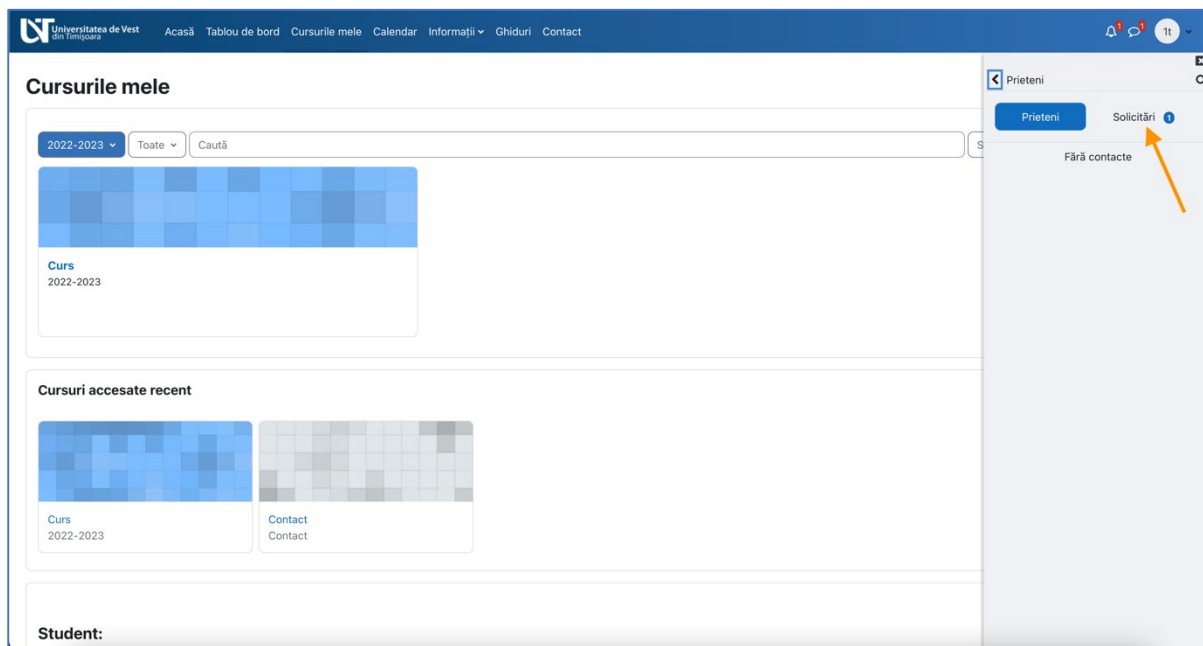 Universitatea de Vest
din Timișoara
Acasă Tablou de bord Cursurile mele Calendar Informații Ghiduri Contact
1 1 1t
Cursurile mele
Prieteni
Prieteni Solicitări 1
Fără contacte
2022-2023 Toate Caută S
Curs
2022-2023
Cursuri accesate recent
Curs
2022-2023
Contact
Contact
Student: